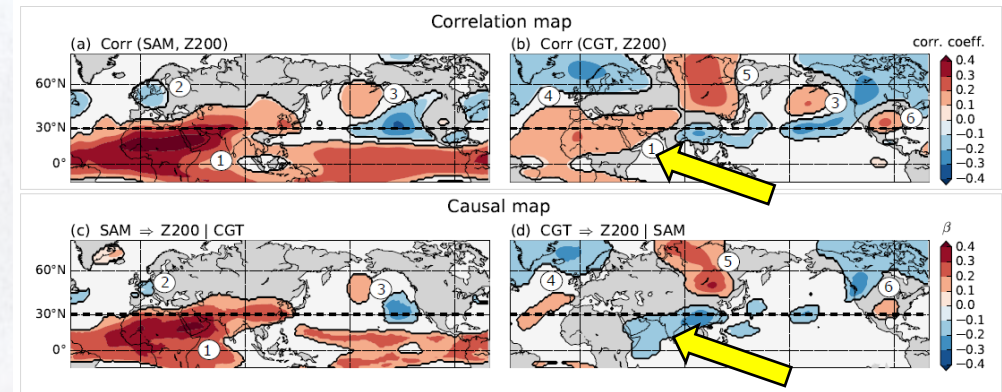 Correlation map
(a) Corr (SAM, Z200)
(b) Corr (CGT, Z200)
corr. coeff.
60°N
30°N
0°
2
3
1
4
5
3
6
1
0.4
0.3
0.2
0.1
0.0
−0.1
−0.2
−0.3
−0.4
Causal map
(c) SAM ⇒ Z200 | CGT
(d) CGT ⇒ Z200 | SAM
β
60°N
30°N
0°
2
3
1
4
5
6
0.4
0.3
0.2
0.1
0.0
−0.1
−0.2
−0.3
−0.4